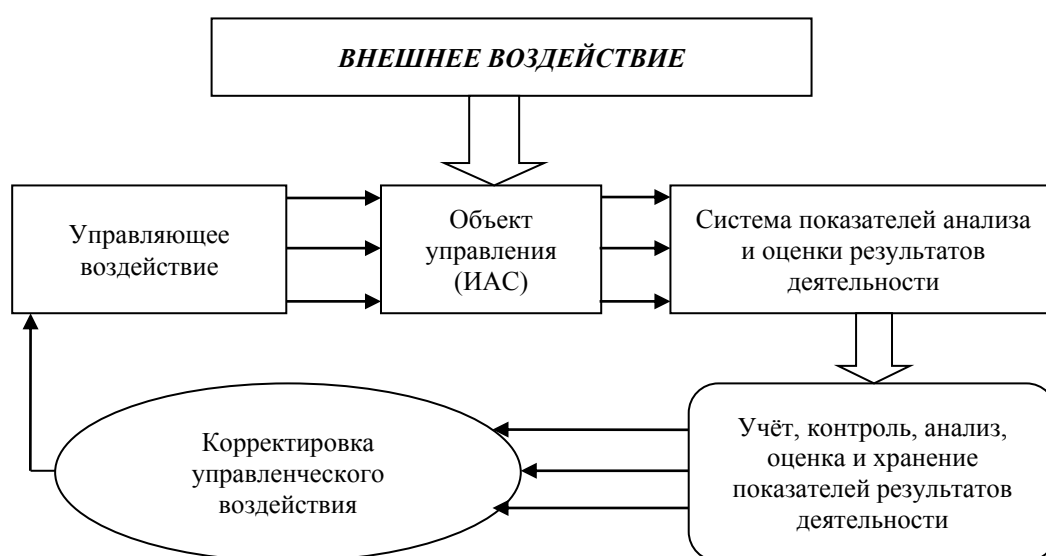 ВНЕШНЕЕ ВОЗДЕЙСТВИЕ
Управляющее
воздействие
Объект
управления
(ИАС)
Система показателей анализа
и оценки результатов
деятельности
Корректировка
управленческого
воздействия
Учёт, контроль, анализ,
оценка и хранение
показателей результатов
деятельности